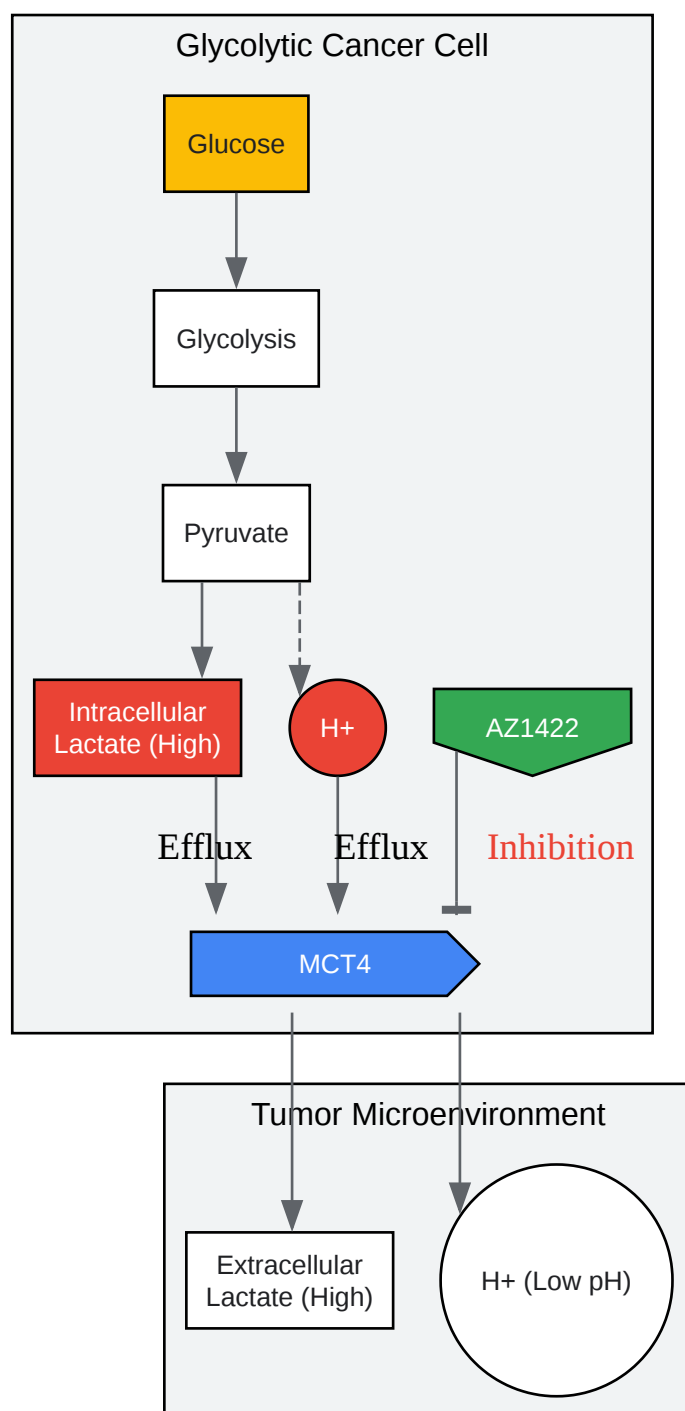 Glycolytic Cancer Cell
Glucose
Glycolysis
Pyruvate
Intracellular
Lactate (High)
H+
AZ1422
Efflux
Efflux
Inhibition
MCT4
Tumor Microenvironment
Extracellular
Lactate (High)
H+ (Low pH)